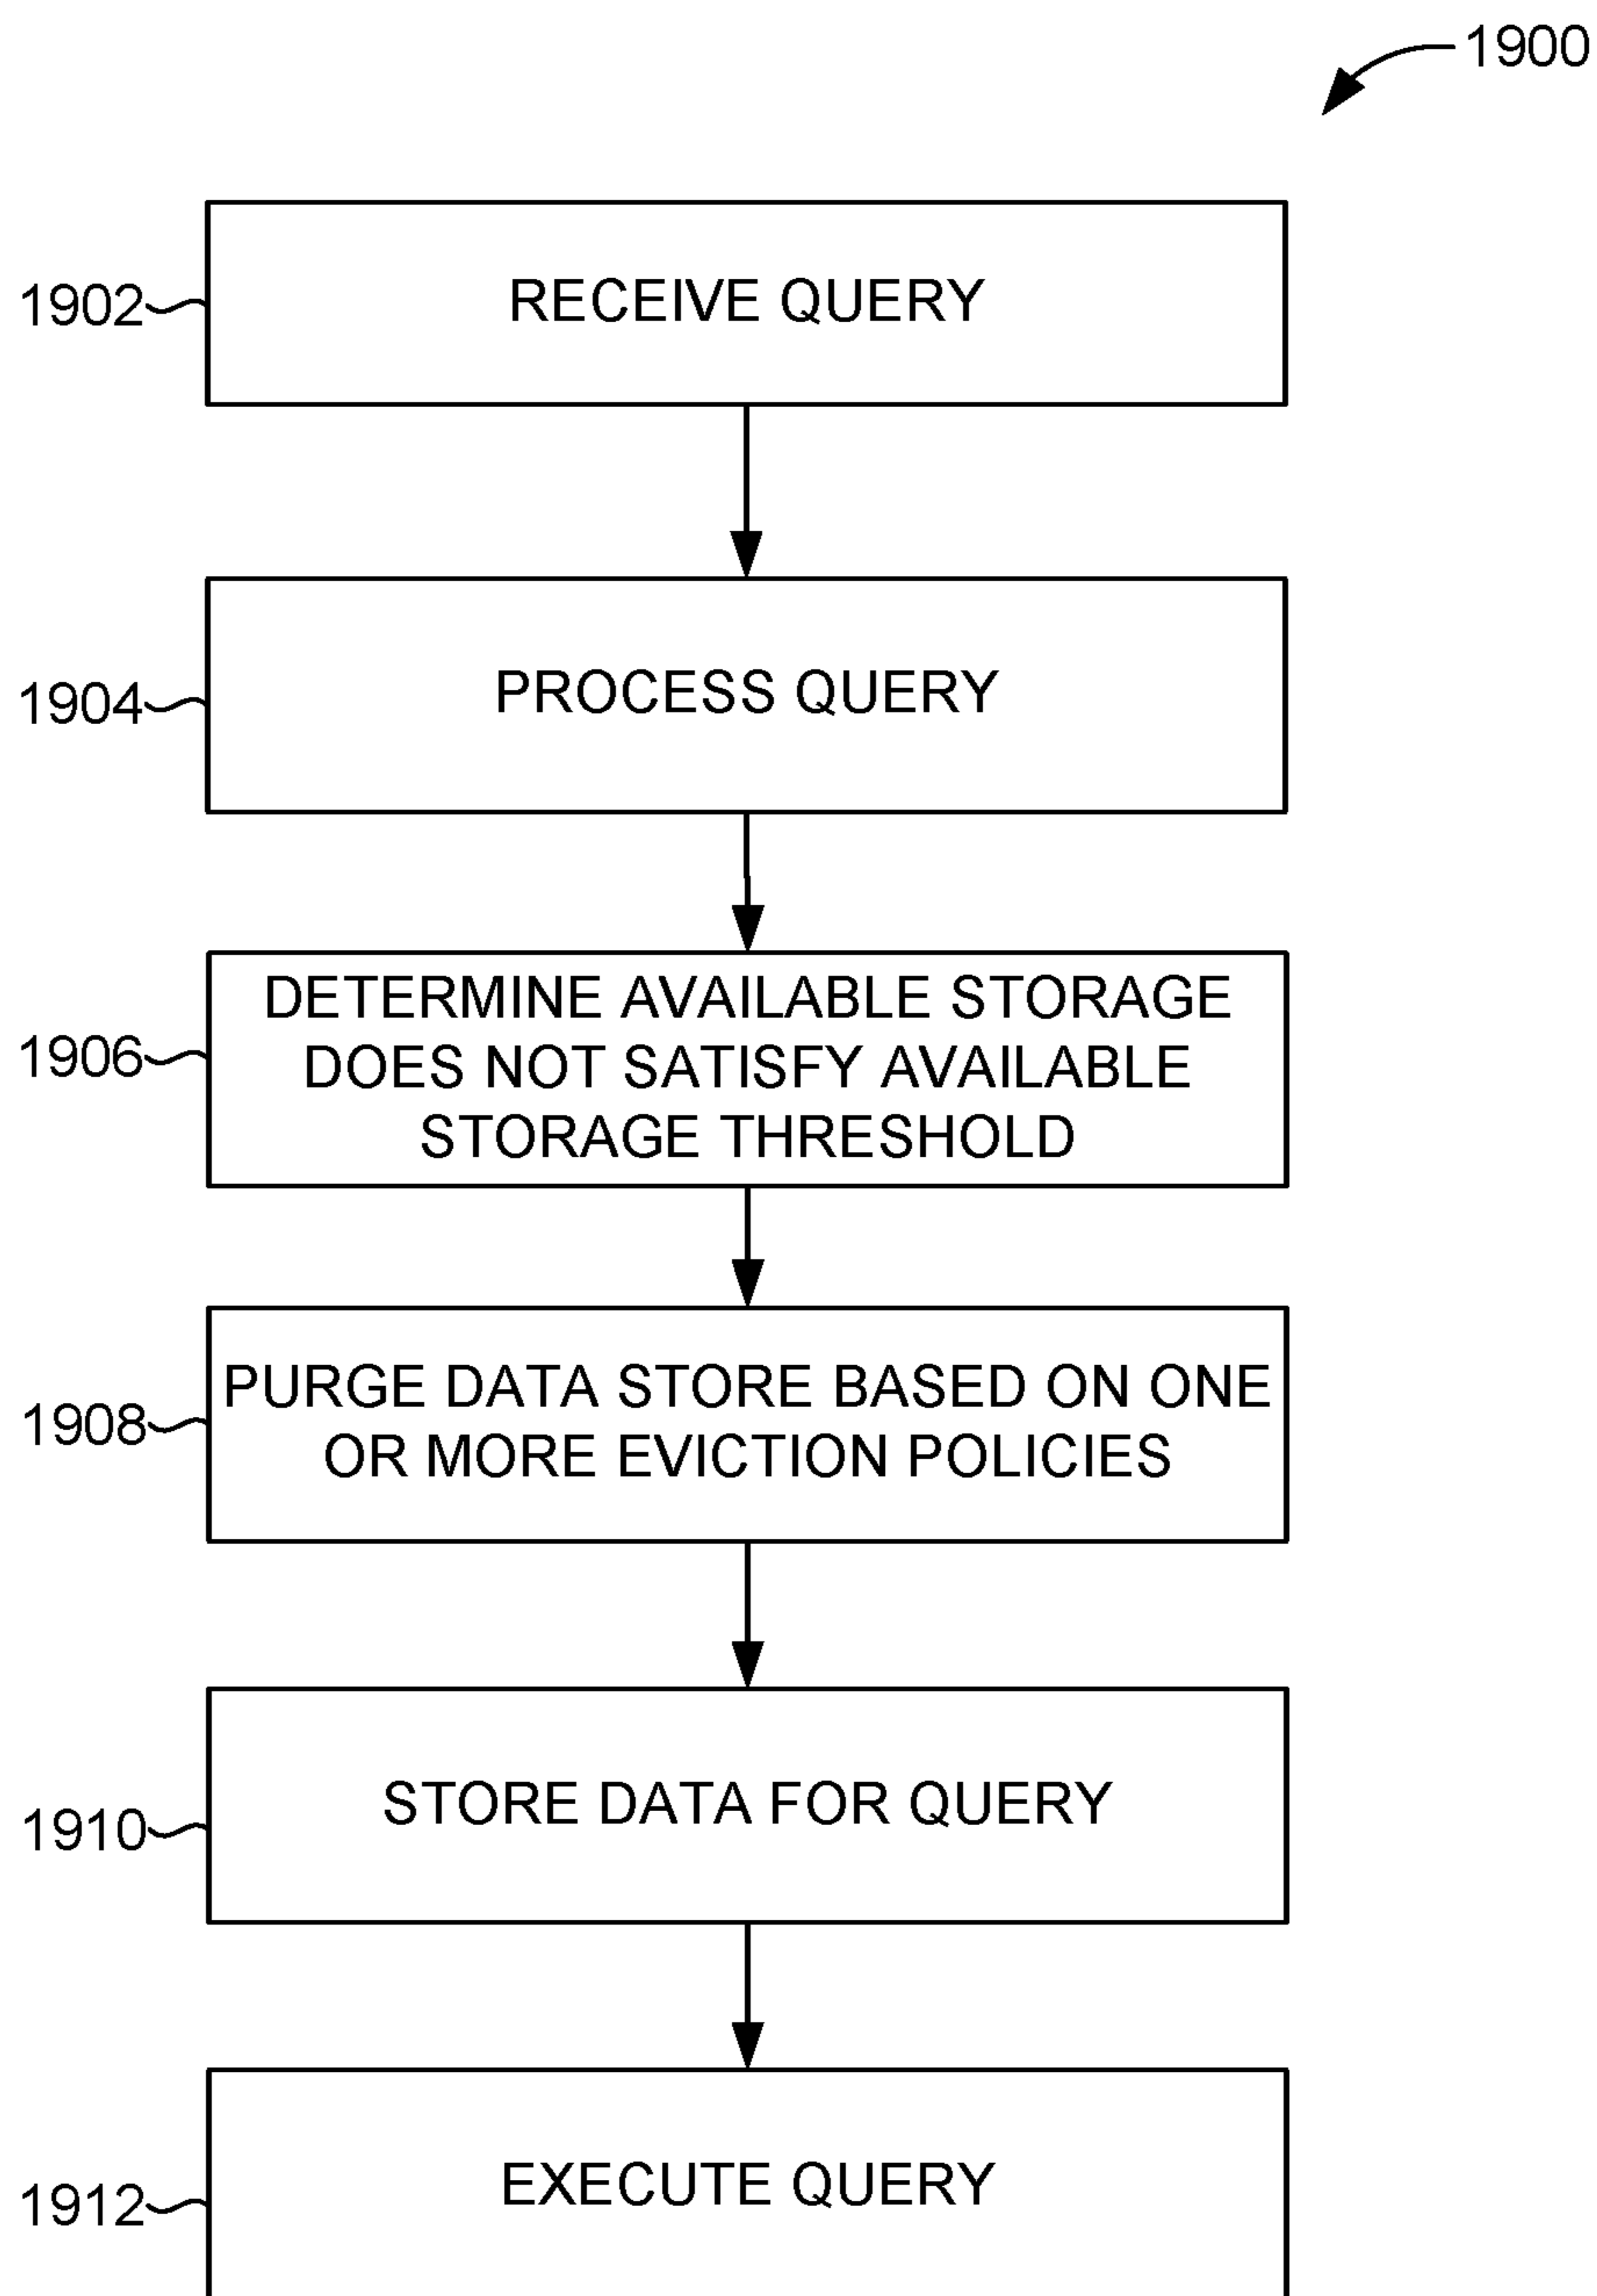 1900
1902
RECEIVE QUERY
1904
PROCESS QUERY
1906
DETERMINE AVAILABLE STORAGE
DOES NOT SATISFY AVAILABLE
STORAGE THRESHOLD
1908
PURGE DATA STORE BASED ON ONE
OR MORE EVICTION POLICIES
1910
STORE DATA FOR QUERY
1912
EXECUTE QUERY